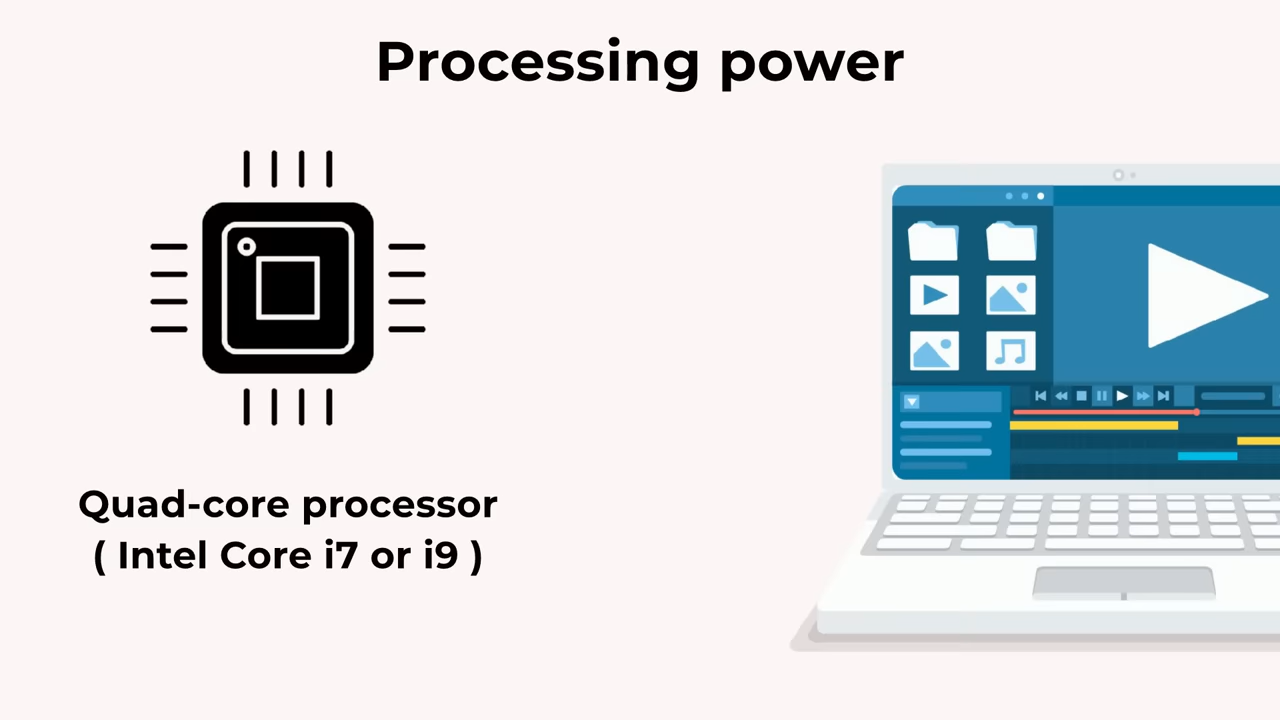 Processing power
Quad-core processor
( Intel Core i7 or i9 )